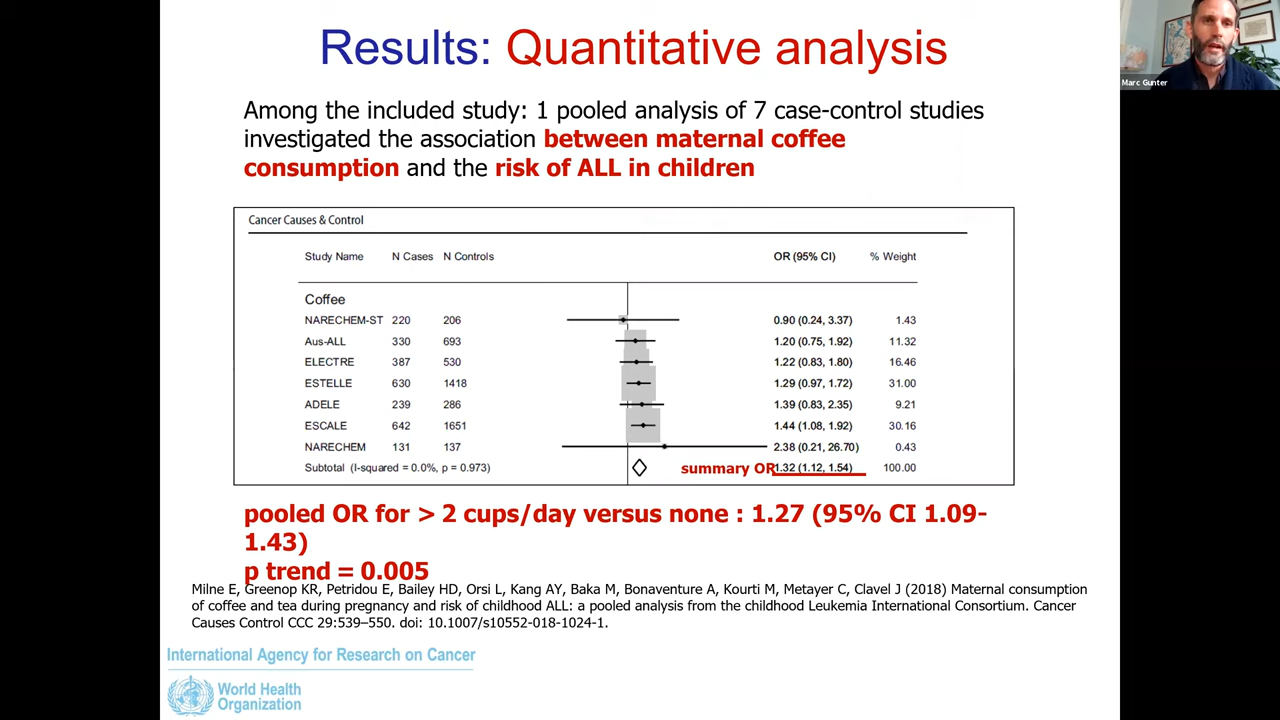 Results: Quantitative analysis
Marc Gunter
Among the included study: 1 pooled analysis of 7 case-control studies
investigated the association between maternal coffee
consumption and the risk of ALL in children
Cancer Causes & Control
Study Name N Cases N Controls OR (95% CI) % Weight
Coffee
NARECHEM-ST 220 206 0.90 (0.24, 3.37) 1.43
Aus-ALL 330 693 1.20 (0.75, 1.92) 11.32
ELECTRE 387 530 1.22 (0.83, 1.80) 16.46
ESTELLE 630 1418 1.29 (0.97, 1.72) 31.00
ADELE 239 286 1.39 (0.83, 2.35) 9.21
ESCALE 642 1651 1.44 (1.08, 1.92) 30.16
NARECHEM 131 137 2.38 (0.21, 26.70) 0.43
Subtotal (I-squared = 0.0%, p = 0.973) summary OR 1.32 (1.12, 1.54) 100.00
pooled OR for > 2 cups/day versus none : 1.27 (95% CI 1.09-
1.43)
p trend = 0.005
Milne E, Greenop KR, Petridou E, Bailey HD, Orsi L, Kang AY, Baka M, Bonaventure A, Kourti M, Metayer C, Clavel J (2018) Maternal consumption
of coffee and tea during pregnancy and risk of childhood ALL: a pooled analysis from the childhood Leukemia International Consortium. Cancer
Causes Control CCC 29:539–550. doi: 10.1007/s10552-018-1024-1.
International Agency for Research on Cancer
World Health
Organization